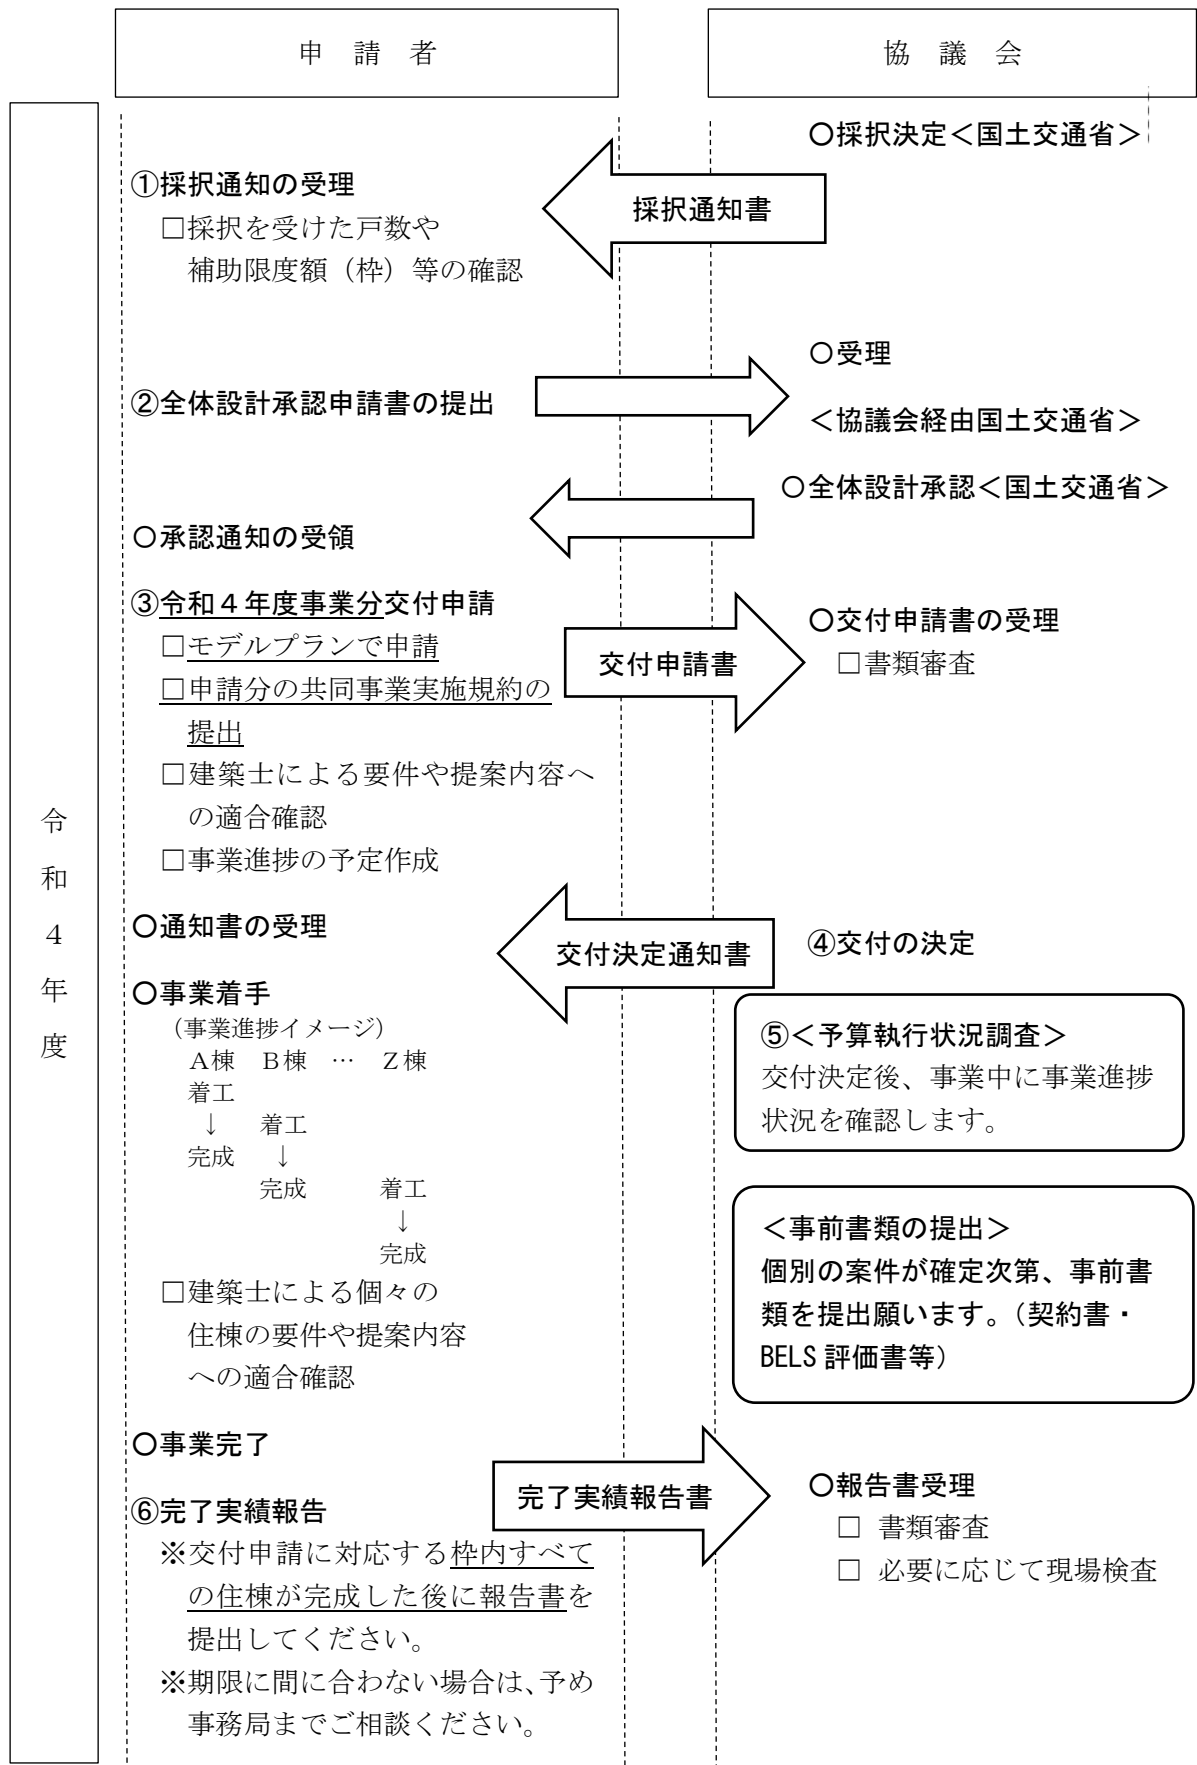 申 請 者
協 議 会
令
和
4
年
度
○採択決定＜国土交通省＞
①採択通知の受理
□採択を受けた戸数や
補助限度額（枠）等の確認
採択通知書
○受理
②全体設計承認申請書の提出
＜協議会経由国土交通省＞
○全体設計承認＜国土交通省＞
○承認通知の受領
③令和４年度事業分交付申請
□モデルプランで申請
□申請分の共同事業実施規約の
提出
□建築士による要件や提案内容へ
の適合確認
□事業進捗の予定作成
交付申請書
○交付申請書の受理
□書類審査
○通知書の受理
交付決定通知書
④交付の決定
○事業着手
（事業進捗イメージ）
Ａ棟 Ｂ棟 … Ｚ棟
着工
↓ 着工
完成 ↓
完成 着工
↓
完成
□建築士による個々の
住棟の要件や提案内容
への適合確認
⑤＜予算執行状況調査＞
交付決定後、事業中に事業進捗
状況を確認します。
＜事前書類の提出＞
個別の案件が確定次第、事前書
類を提出願います。（契約書・
BELS 評価書等）
○事業完了
⑥完了実績報告
※交付申請に対応する枠内すべて
の住棟が完成した後に報告書を
提出してください。
※期限に間に合わない場合は、予め
事務局までご相談ください。
完了実績報告書
○報告書受理
□ 書類審査
□ 必要に応じて現場検査